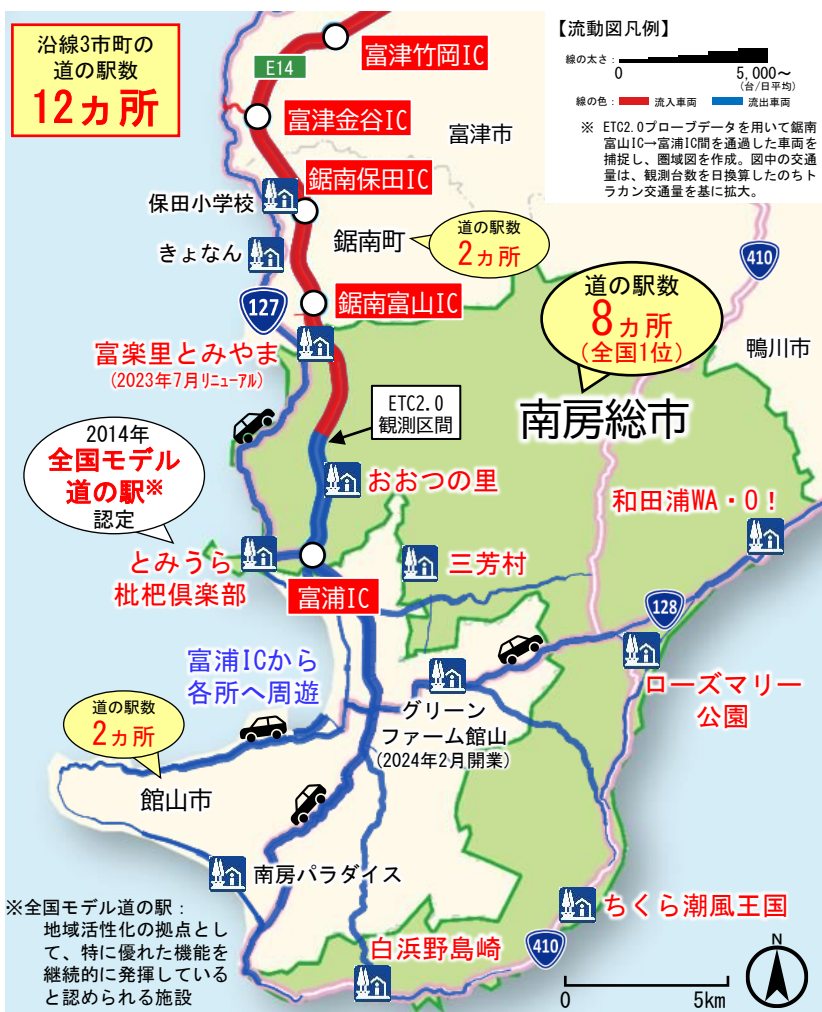 沿線3市町の
道の駅数
12ヵ所
E14
富津竹岡IC
【流動図凡例】
線の太さ：
0
5,000～
(台/日平均)
線の色：
流入車両
流出車両
※ ETC2.0プローブデータを用いて鋸南
富山IC→富浦IC間を通過した車両を
捕捉し、圏域図を作成。図中の交通
量は、観測台数を日換算したのちト
ラカン交通量を基に拡大。
富津金谷IC
富津市
鋸南保田IC
保田小学校
鋸南町
道の駅数
2ヵ所
きょなん
410
127
鋸南富山IC
道の駅数
8ヵ所
(全国1位)
鴨川市
富楽里とみやま
(2023年7月ﾘﾆｭｰｱﾙ)
ETC2.0
観測区間
南房総市
2014年
全国モデル
道の駅※
認定
おおつの里
和田浦WA・O！
とみうら
枇杷倶楽部
三芳村
富浦IC
128
富浦ICから
各所へ周遊
ローズマリー
公園
グリーン
ファーム館山
(2024年2月開業)
道の駅数
2ヵ所
館山市
南房パラダイス
ちくら潮風王国
※全国モデル道の駅：
地域活性化の拠点とし
て、特に優れた機能を
継続的に発揮している
と認められる施設
白浜野島崎
410
N
0
5km